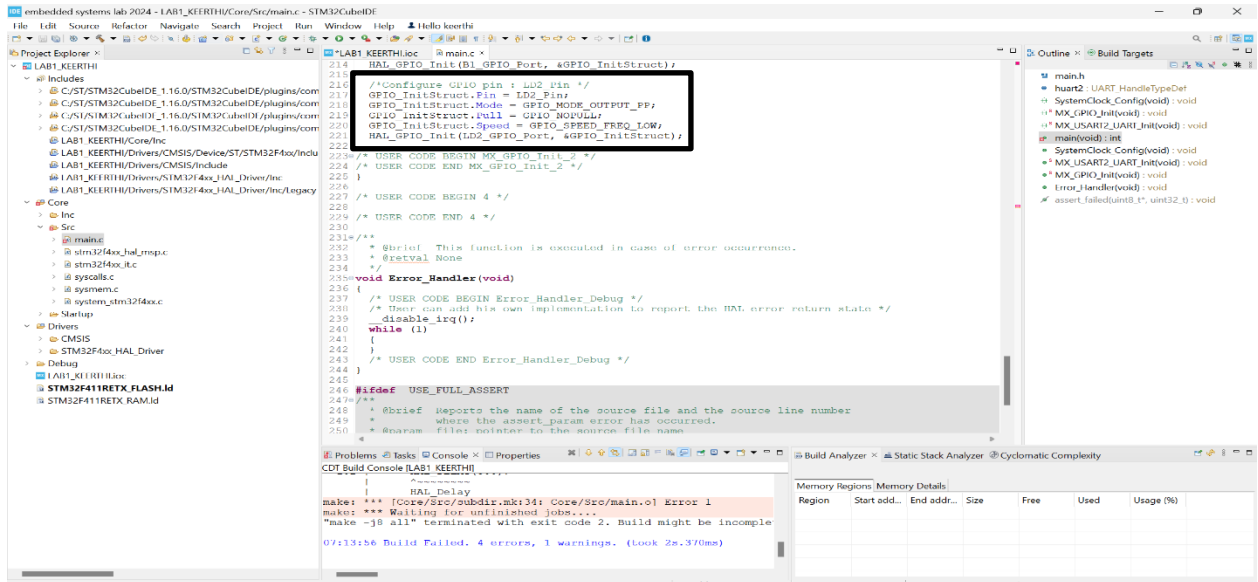 embedded systems lab 2024 - LAB1_KEERTHI/Core/Src/main.c - STM32CubeIDE
File Edit Source Refactor Navigate Search Project Run Window Help Hello keerthi
Project Explorer
LAB1_KEERTHI
Includes
C:/ST/STM32CubeIDE_1.16.0/STM32CubeIDE/plugins/com
C:/ST/STM32CubeIDE_1.16.0/STM32CubeIDE/plugins/com
C:/ST/STM32CubeIDE_1.16.0/STM32CubeIDE/plugins/com
C:/ST/STM32CubeIDE_1.16.0/STM32CubeIDE/plugins/com
LAB1_KEERTHI/Core/Inc
LAB1_KEERTHI/Drivers/CMSIS/Device/ST/STM32F4xx/Inclu
LAB1_KEERTHI/Drivers/CMSIS/Include
LAB1_KEERTHI/Drivers/STM32F4xx_HAL_Driver/Inc
LAB1_KEERTHI/Drivers/STM32F4xx_HAL_Driver/Inc/Legacy
Core
Inc
Src
main.c
stm32f4xx_hal_msp.c
stm32f4xx_it.c
syscalls.c
sysmem.c
system_stm32f4xx.c
Startup
Drivers
CMSIS
STM32F4xx_HAL_Driver
Debug
LAB1_KEERTHI.ioc
STM32F411RETX_FLASH.ld
STM32F411RETX_RAM.ld
*LAB1_KEERTHI.ioc main.c
214 HAL_GPIO_Init(B1_GPIO_Port, &GPIO_InitStruct);
215
216 /*Configure GPIO pin : LD2_Pin */
217 GPIO_InitStruct.Pin = LD2_Pin;
218 GPIO_InitStruct.Mode = GPIO_MODE_OUTPUT_PP;
219 GPIO_InitStruct.Pull = GPIO_NOPULL;
220 GPIO_InitStruct.Speed = GPIO_SPEED_FREQ_LOW;
221 HAL_GPIO_Init(LD2_GPIO_Port, &GPIO_InitStruct);
222
223 /* USER CODE BEGIN MX_GPIO_Init_2 */
224 /* USER CODE END MX_GPIO_Init_2 */
225 }
226
227 /* USER CODE BEGIN 4 */
228
229 /* USER CODE END 4 */
230
231 /**
232 * @brief This function is executed in case of error occurrence.
233 * @retval None
234 */
235 void Error_Handler(void)
236 {
237 /* USER CODE BEGIN Error_Handler_Debug */
238 /* User can add his own implementation to report the HAL error return state */
239 __disable_irq();
240 while (1)
241 {
242 }
243 /* USER CODE END Error_Handler_Debug */
244 }
245
246 #ifdef USE_FULL_ASSERT
247 /**
248 * @brief Reports the name of the source file and the source line number
249 * where the assert_param error has occurred.
250 * @param file: pointer to the source file name
Outline Build Targets
main.h
huart2 : UART_HandleTypeDef
SystemClock_Config(void) : void
MX_GPIO_Init(void) : void
MX_USART2_UART_Init(void) : void
main(void) : int
SystemClock_Config(void) : void
MX_USART2_UART_Init(void) : void
MX_GPIO_Init(void) : void
Error_Handler(void) : void
assert_failed(uint8_t*, uint32_t) : void
Problems Tasks Console Properties
CDT Build Console [LAB1_KEERTHI]
^~~~~~~~~
| HAL_Delay
make: *** [Core/Src/subdir.mk:34: Core/Src/main.o] Error 1
make: *** Waiting for unfinished jobs....
"make -j8 all" terminated with exit code 2. Build might be incomple
07:13:56 Build Failed. 4 errors, 1 warnings. (took 2s.370ms)
Build Analyzer Static Stack Analyzer Cyclomatic Complexity
Memory Regions Memory Details
Region Start add... End addr... Size Free Used Usage (%)